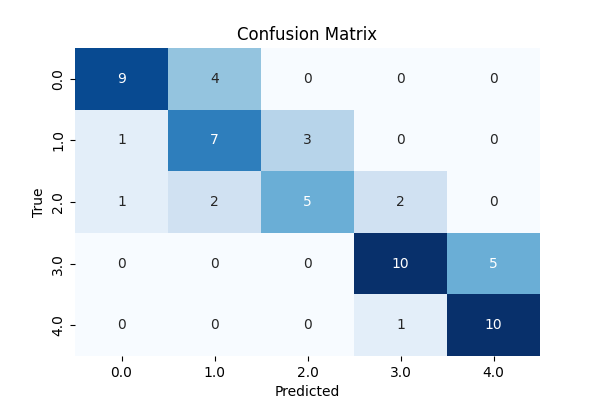 Confusion Matrix
True
0.0 9 4 0 0 0
1.0 1 7 3 0 0
2.0 1 2 5 2 0
3.0 0 0 0 10 5
4.0 0 0 0 1 10
0.0 1.0 2.0 3.0 4.0
Predicted